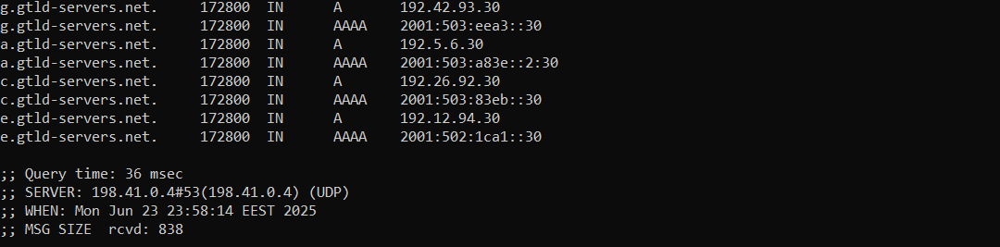 g.gtld-servers.net.     172800  IN      A       192.42.93.30
g.gtld-servers.net.     172800  IN      AAAA    2001:503:eea3::30
a.gtld-servers.net.     172800  IN      A       192.5.6.30
a.gtld-servers.net.     172800  IN      AAAA    2001:503:a83e::2:30
c.gtld-servers.net.     172800  IN      A       192.26.92.30
c.gtld-servers.net.     172800  IN      AAAA    2001:503:83eb::30
e.gtld-servers.net.     172800  IN      A       192.12.94.30
e.gtld-servers.net.     172800  IN      AAAA    2001:502:1ca1::30
;; Query time: 36 msec
;; SERVER: 198.41.0.4#53(198.41.0.4) (UDP)
;; WHEN: Mon Jun 23 23:58:14 EEST 2025
;; MSG SIZE  rcvd: 838